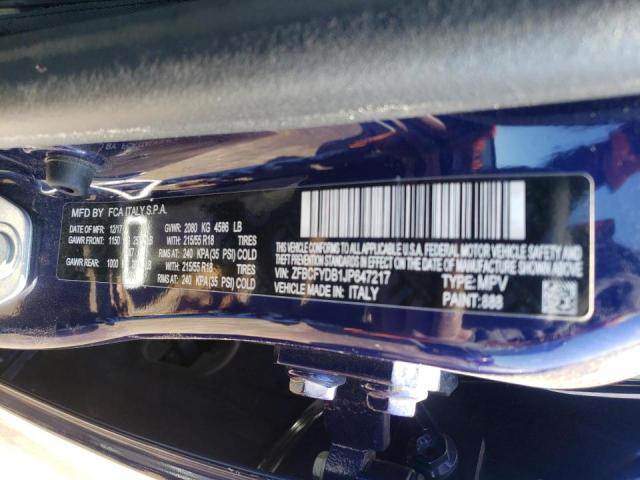 MFD BY FCA ITALY S.P.A.
DATE OF MFR: 12/17 GVWR: 2080 KG 4586 LB
GAWR FRONT: 1150 LB WITH: 215/55 R18 TIRES
RIMS AT: 240 KPA (35 PSI) COLD
GAWR REAR: 1000 WITH: 215/55 R18 TIRES
RIMS AT: 240 KPA (35 PSI) COLD
THIS VEHICLE CONFORMS TO ALL APPLICABLE U.S.A. FEDERAL MOTOR VEHICLE SAFETY, BUMPER AND THEFT PREVENTION STANDARDS IN EFFECT ON THE DATE OF MANUFACTURE SHOWN ABOVE
VIN: ZFBCFYDB1JP647217 TYPE: MPV
VEHICLE MADE IN: ITALY PAINT: 888